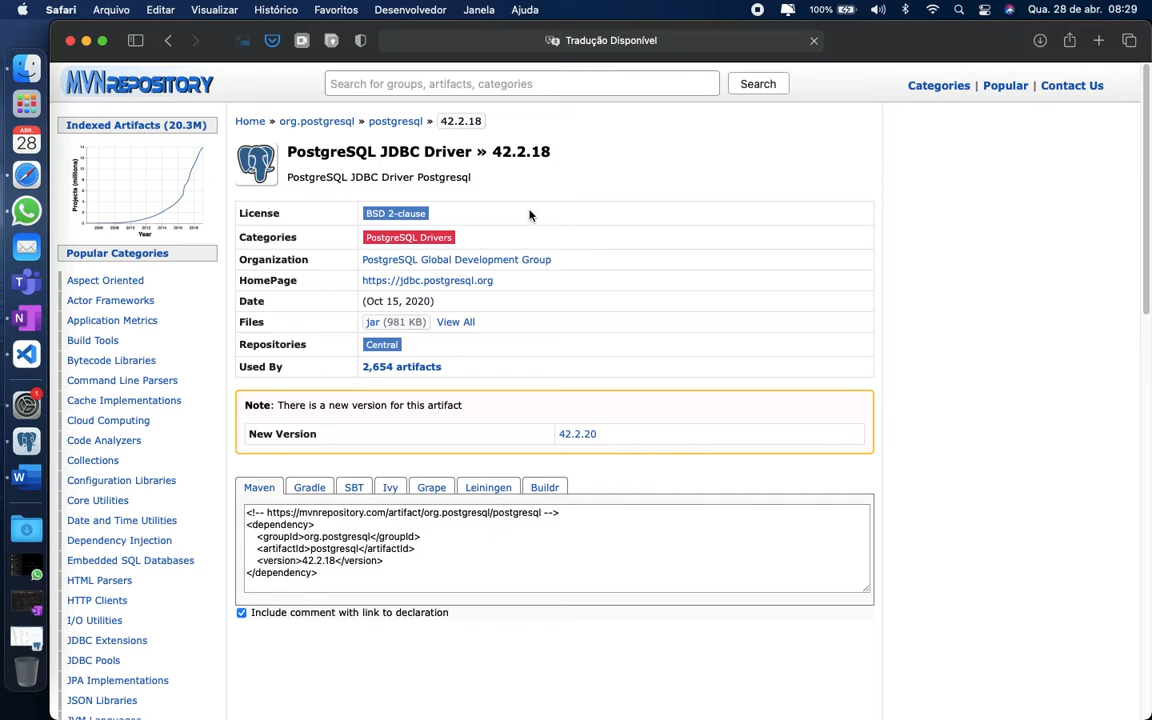 Safari Arquivo Editar Visualizar Histórico Favoritos Desenvolvedor Janela Ajuda 100% Qua. 28 de abr. 08:29
Tradução Disponível
MVNREPOSITORY
Search for groups, artifacts, categories
Search
Categories | Popular | Contact Us
Indexed Artifacts (20.3M)
Projects (millions)
Year
Popular Categories
Aspect Oriented
Actor Frameworks
Application Metrics
Build Tools
Bytecode Libraries
Command Line Parsers
Cache Implementations
Cloud Computing
Code Analyzers
Collections
Configuration Libraries
Core Utilities
Date and Time Utilities
Dependency Injection
Embedded SQL Databases
HTML Parsers
HTTP Clients
I/O Utilities
JDBC Extensions
JDBC Pools
JPA Implementations
JSON Libraries
JVM Languages
Home » org.postgresql » postgresql » 42.2.18
PostgreSQL JDBC Driver » 42.2.18
PostgreSQL JDBC Driver Postgresql
License BSD 2-clause
Categories PostgreSQL Drivers
Organization PostgreSQL Global Development Group
HomePage https://jdbc.postgresql.org
Date (Oct 15, 2020)
Files jar (981 KB) View All
Repositories Central
Used By 2,654 artifacts
Note: There is a new version for this artifact
New Version 42.2.20
Maven Gradle SBT Ivy Grape Leiningen Buildr
<!-- https://mvnrepository.com/artifact/org.postgresql/postgresql -->
<dependency>
<groupId>org.postgresql</groupId>
<artifactId>postgresql</artifactId>
<version>42.2.18</version>
</dependency>
Include comment with link to declaration
ABR.
28
1